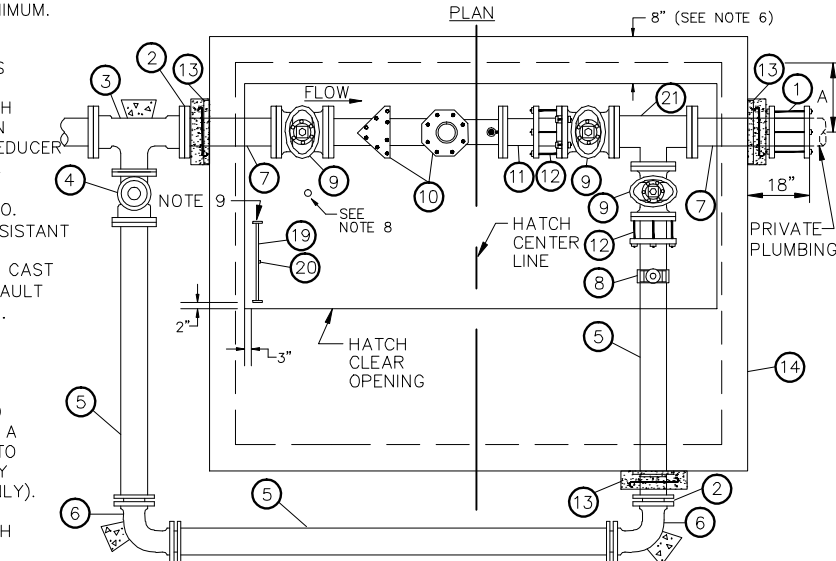 NIMUM.
S
H
N
EDUCER
O.
SISTANT
CAST
AULT
.
A
TO
Y
NLY).
H
PLAN
8" (SEE NOTE 6)
3
2
13
FLOW
21
13
1
A
4
NOTE 9
7
9
SEE
NOTE 8
10
11
12
9
9
7
18"
PRIVATE
PLUMBING
19
20
HATCH
CENTER
LINE
12
8
2"
3"
HATCH
CLEAR
OPENING
5
14
5
13
2
6
5
6